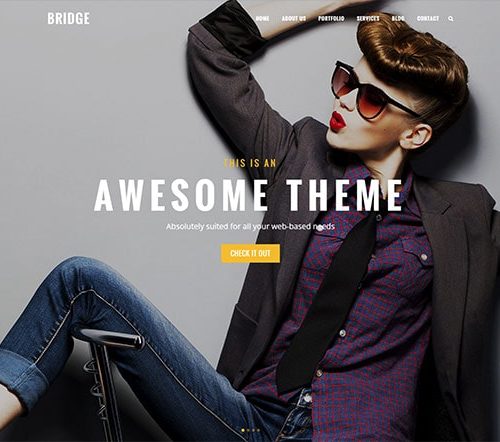 BRIDGE
HOME ABOUT US PORTFOLIO SERVICES BLOG CONTACT
THIS IS AN
AWESOME THEME
Absolutely suited for all your web-based needs
CHECK IT OUT